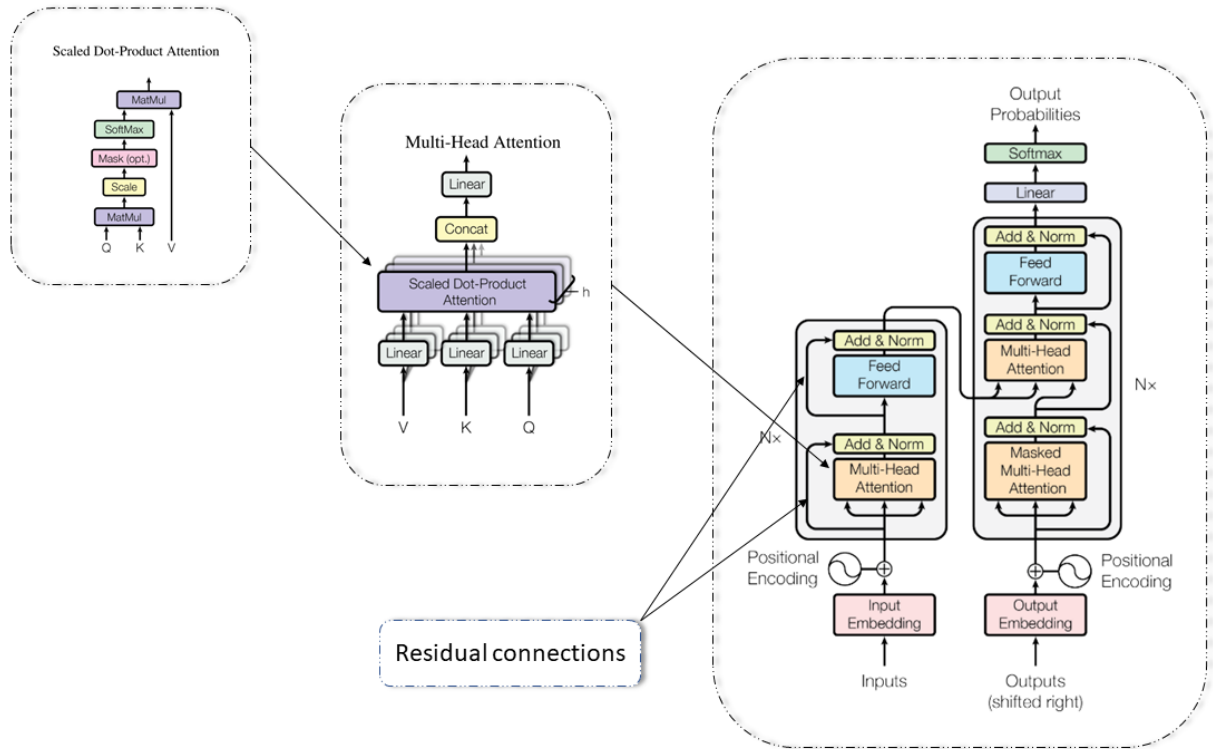 Scaled Dot-Product Attention
MatMul
SoftMax
Mask (opt.)
Scale
MatMul
Q K V
Multi-Head Attention
Linear
Concat
Scaled Dot-Product
Attention
h
Linear Linear Linear
V K Q
Output
Probabilities
Softmax
Linear
Add & Norm
Feed
Forward
Add & Norm
Multi-Head
Attention
Nx
Add & Norm
Masked
Multi-Head
Attention
Positional
Encoding
Output
Embedding
Outputs
(shifted right)
Add & Norm
Feed
Forward
Nx
Add & Norm
Multi-Head
Attention
Positional
Encoding
Input
Embedding
Inputs
Residual connections